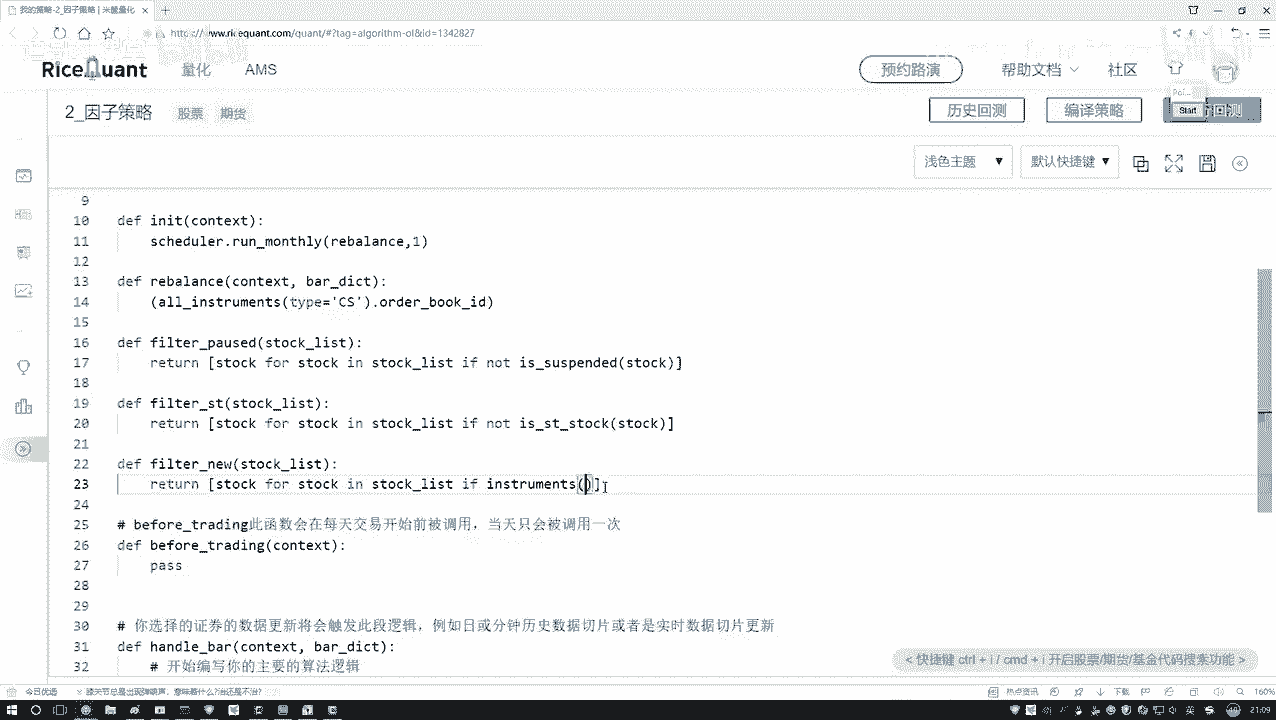 我的策略-2_因子策略 | 米筐量化
www.ricequant.com/quant/#?tag=algorithm-ol&id=1342827
RiceQuant 量化 AMS 预约路演 帮助文档 社区
2_因子策略 股票 期货 历史回测 编译策略 回测
Start
浅色主题 默认快捷键
9
10 def init(context):
11 scheduler.run_monthly(rebalance,1)
12
13 def rebalance(context, bar_dict):
14 (all_instruments(type='CS').order_book_id)
15
16 def filter_paused(stock_list):
17 return [stock for stock in stock_list if not is_suspended(stock)]
18
19 def filter_st(stock_list):
20 return [stock for stock in stock_list if not is_st_stock(stock)]
21
22 def filter_new(stock_list):
23 return [stock for stock in stock_list if instruments()]
24
25 # before_trading此函数会在每天交易开始前被调用，当天只会被调用一次
26 def before_trading(context):
27 pass
28
29
30 # 你选择的证券的数据更新将会触发此段逻辑，例如日或分钟历史数据切片或者是实时数据切片更新
31 def handle_bar(context, bar_dict):
32 # 开始编写你的主要的算法逻辑
< 快捷键 ctrl + i / cmd + i 开启股票/期货/基金代码搜索功能 >
今日优选 热点资讯 下载 160%
英 21:09